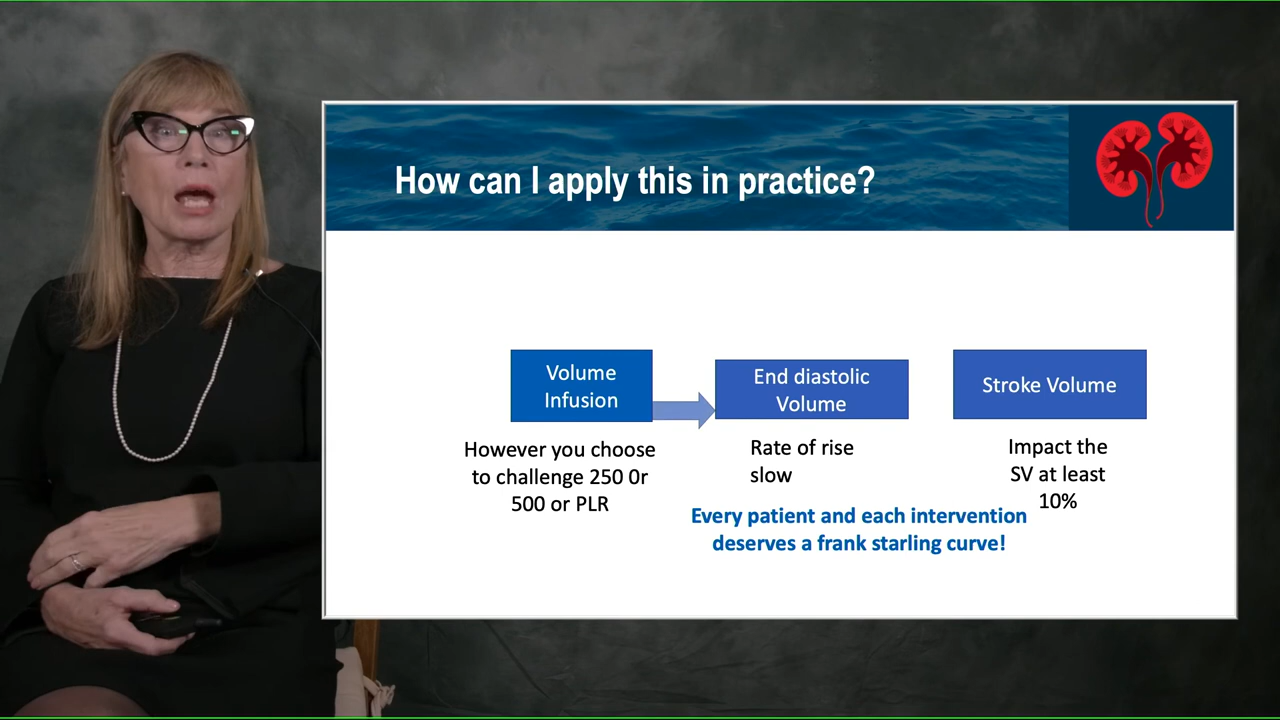 How can I apply this in practice?
Volume
Infusion
End diastolic
Volume
Stroke Volume
However you choose
to challenge 250 0r
500 or PLR
Rate of rise
slow
Impact the
SV at least
10%
Every patient and each intervention
deserves a frank starling curve!